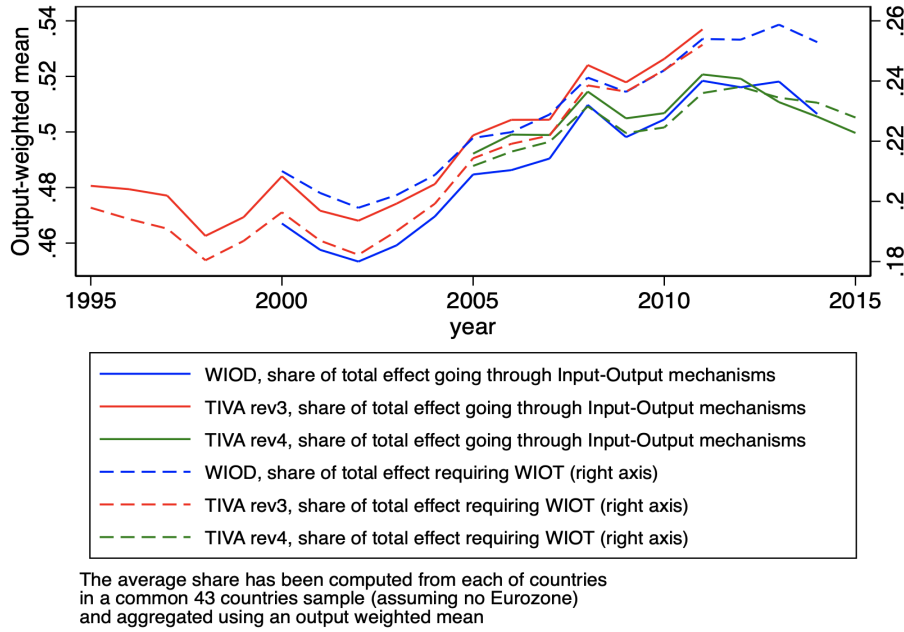 .54
.52
.5
.48
.46
Output-weighted mean
.26
.24
.22
.2
.18
1995
2000
2005
2010
2015
year
WIOD, share of total effect going through Input-Output mechanisms
TIVA rev3, share of total effect going through Input-Output mechanisms
TIVA rev4, share of total effect going through Input-Output mechanisms
WIOD, share of total effect requiring WIOT (right axis)
TIVA rev3, share of total effect requiring WIOT (right axis)
TIVA rev4, share of total effect requiring WIOT (right axis)
The average share has been computed from each of countries
in a common 43 countries sample (assuming no Eurozone)
and aggregated using an output weighted mean